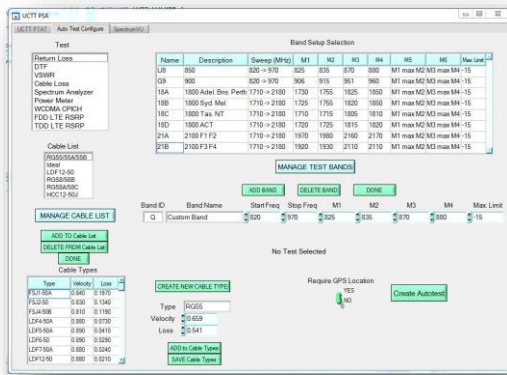 UCTT PSA
UCTT PTAT Auto Test Configure SpectrumVU
Test
Return Loss
DTF
VSWR
Cable Loss
Spectrum Analyzer
Power Meter
WCDMA CPICH
FDD LTE RSRP
TDD LTE RSRP
Band Setup Selection
Name Description Sweep (MHz) M1 M2 M3 M4 M5 M6 Max Limit
U8 850 820 -> 970 825 835 870 880 M1 max M2 M3 max M4 -15
G9 900 820 -> 970 906 915 951 960 M1 max M2 M3 max M4 -15
18A 1800 Adel. Bris. Perth 1710 -> 2180 1730 1755 1825 1850 M1 max M2 M3 max M4 -15
18B 1800 Syd. Mel 1710 -> 2180 1725 1755 1820 1850 M1 max M2 M3 max M4 -15
18C 1800 Tas. NT 1710 -> 2180 1710 1715 1805 1810 M1 max M2 M3 max M4 -15
18D 1800 ACT 1710 -> 2180 1720 1725 1815 1820 M1 max M2 M3 max M4 -15
21A 2100 F1 F2 1710 -> 2180 1970 1980 2160 2170 M1 max M2 M3 max M4 -15
21B 2100 F3 F4 1710 -> 2180 1920 1930 2110 2120 M1 max M2 M3 max M4 -15
MANAGE TEST BANDS
ADD BAND DELETE BAND DONE
Cable List
RG55/55A/55B
Ideal
LDF12-50
RG58/58B
RG58A/58C
HCC12-50J
MANAGE CABLE LIST
ADD TO Cable List
DELETE FROM Cable List
DONE
Band ID Band Name Start Freq Stop Freq M1 M2 M3 M4 Max. Limit
Q Custom Band 820 970 825 835 870 880 -15
No Test Selected
Cable Types
Type Velocity Loss
FSJ1-50A 0.840 0.1970
FSJ2-50 0.830 0.1340
FSJ4-50B 0.810 0.1190
LDF4-50A 0.880 0.0730
LDF5-50A 0.890 0.0410
LDF6-50 0.890 0.0290
LDF7-50A 0.880 0.0240
LDF12-50 0.880 0.0210
CREATE NEW CABLE TYPE
Type RG55
Velocity 0.659
Loss 0.541
ADD to Cable Types
SAVE Cable Types
Require GPS Location
YES
NO
Create Autotest